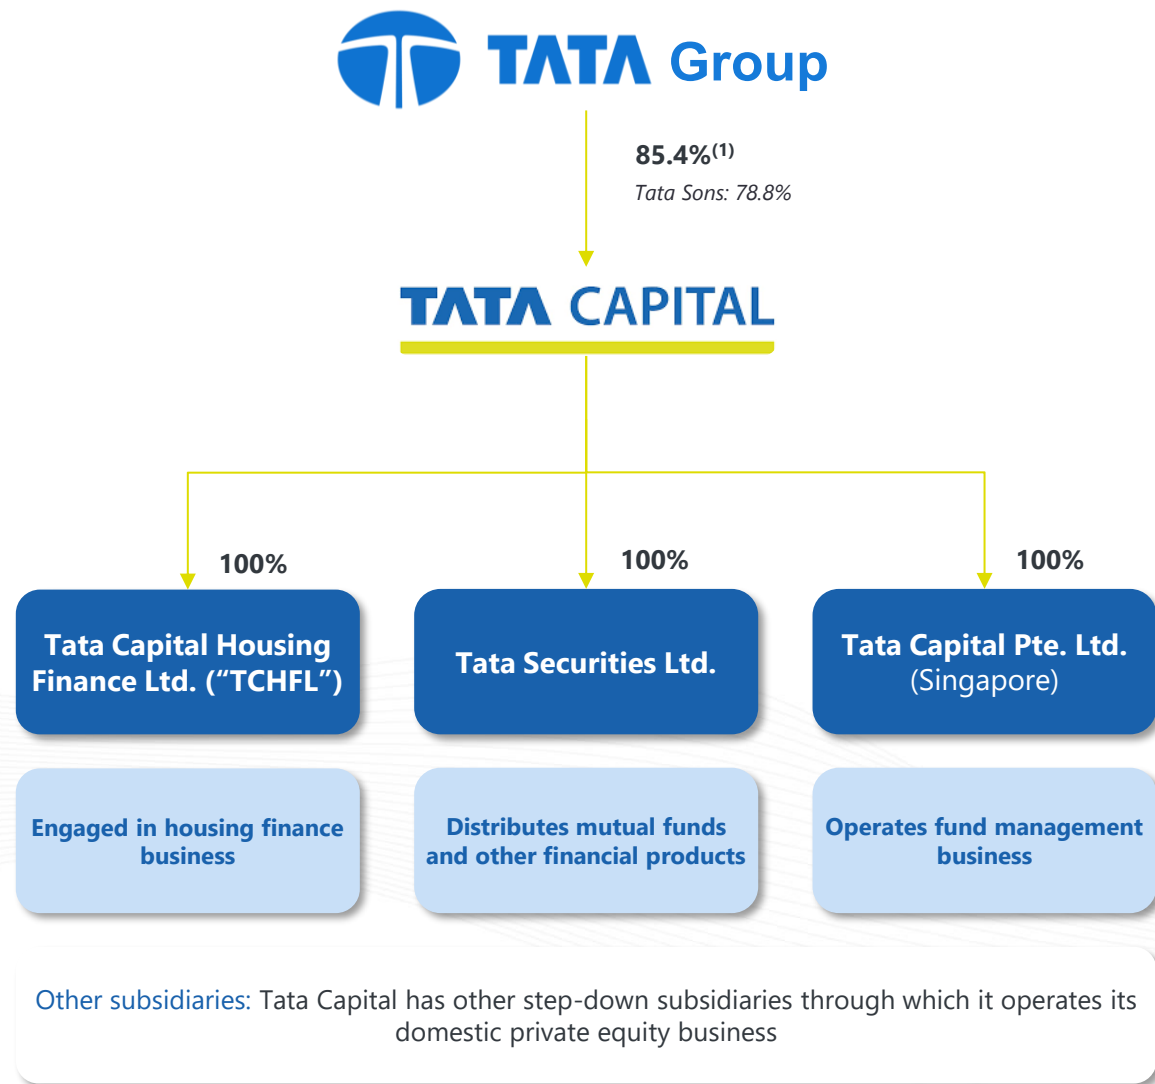 TATA Group
85.4%(1)
Tata Sons: 78.8%
TATA CAPITAL
100%
100%
100%
Tata Capital Housing
Finance Ltd. (“TCHFL”)
Tata Securities Ltd.
Tata Capital Pte. Ltd.
(Singapore)
Engaged in housing finance
business
Distributes mutual funds
and other financial products
Operates fund management
business
Other subsidiaries: Tata Capital has other step-down subsidiaries through which it operates its
domestic private equity business